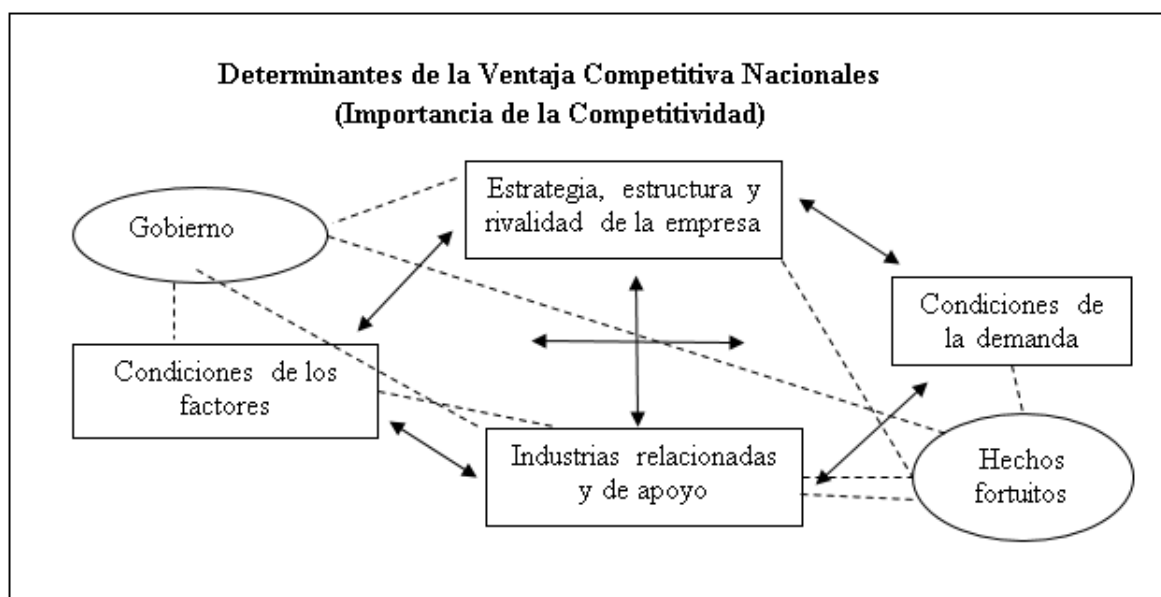 Determinantes de la Ventaja Competitiva Nacionales
(Importancia de la Competitividad)
Estrategia, estructura y
rivalidad de la empresa
Gobierno
Condiciones de
la demanda
Condiciones de los
factores
Industrias relacionadas
y de apoyo
Hechos
fortuitos